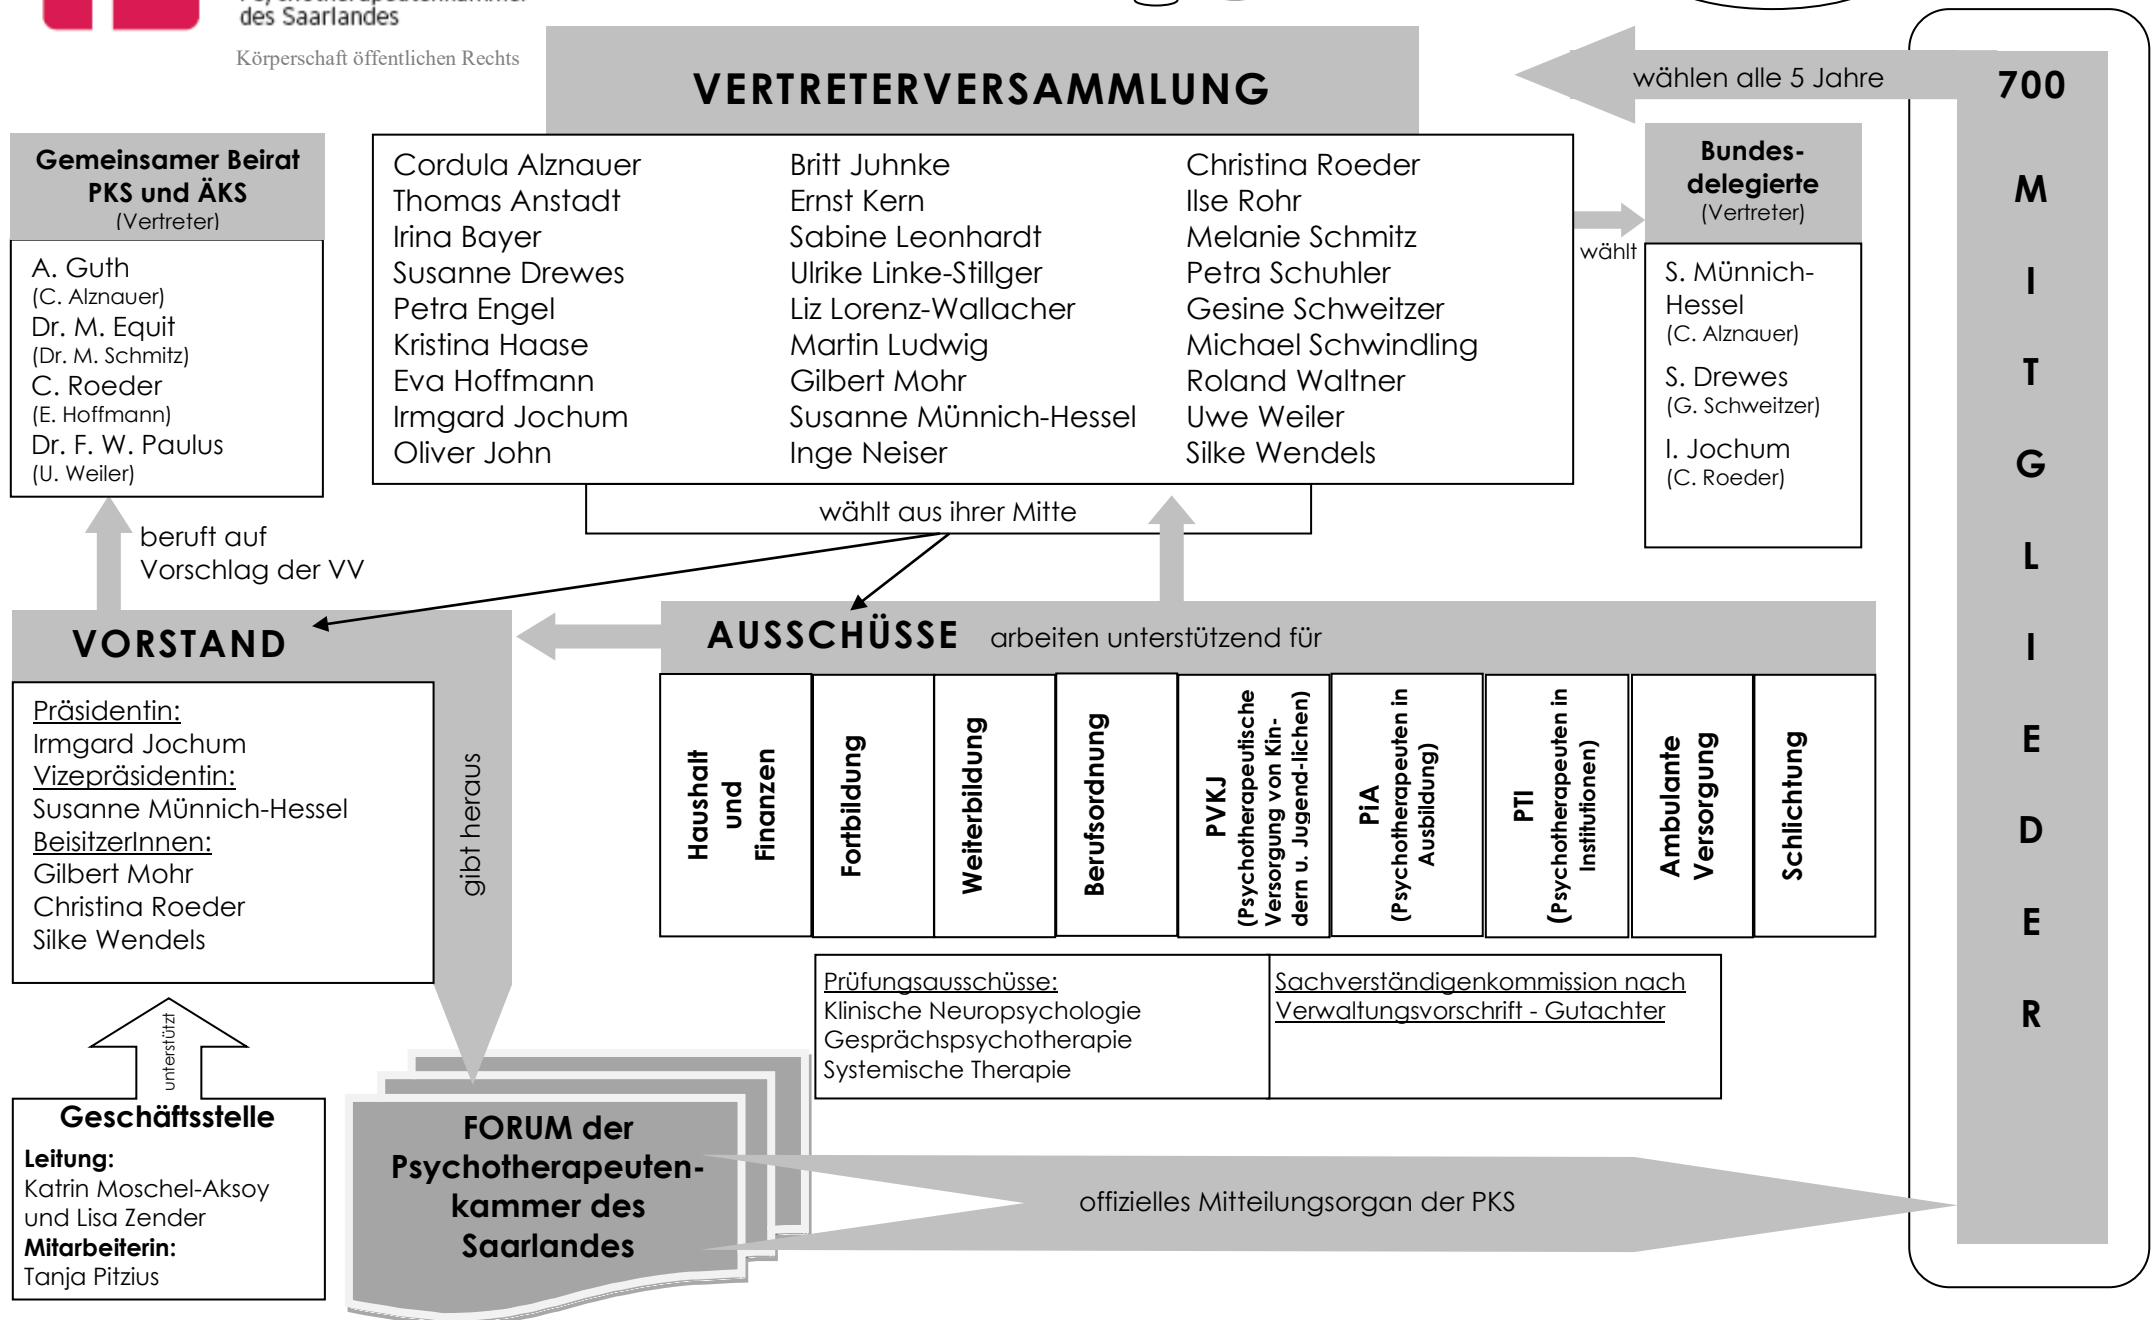 des Saarlandes
Körperschaft öffentlichen Rechts
VERTRETERVERSAMMLUNG
wählen alle 5 Jahre
700
M
I
T
G
L
I
E
D
E
R
Gemeinsamer Beirat
PKS und ÄKS
(Vertreter)
A. Guth
(C. Alznauer)
Dr. M. Equit
(Dr. M. Schmitz)
C. Roeder
(E. Hoffmann)
Dr. F. W. Paulus
(U. Weiler)
Cordula Alznauer
Thomas Anstadt
Irina Bayer
Susanne Drewes
Petra Engel
Kristina Haase
Eva Hoffmann
Irmgard Jochum
Oliver John
Britt Juhnke
Ernst Kern
Sabine Leonhardt
Ulrike Linke-Stillger
Liz Lorenz-Wallacher
Martin Ludwig
Gilbert Mohr
Susanne Münnich-Hessel
Inge Neiser
Christina Roeder
Ilse Rohr
Melanie Schmitz
Petra Schuhler
Gesine Schweitzer
Michael Schwindling
Roland Waltner
Uwe Weiler
Silke Wendels
wählt
Bundes-
delegierte
(Vertreter)
S. Münnich-
Hessel
(C. Alznauer)
S. Drewes
(G. Schweitzer)
I. Jochum
(C. Roeder)
wählt aus ihrer Mitte
beruft auf
Vorschlag der VV
VORSTAND
Präsidentin:
Irmgard Jochum
Vizepräsidentin:
Susanne Münnich-Hessel
BeisitzerInnen:
Gilbert Mohr
Christina Roeder
Silke Wendels
gibt heraus
AUSSCHÜSSE arbeiten unterstützend für
Haushalt
und
Finanzen
Fortbildung
Weiterbildung
Berufsordnung
PVKJ
(Psychotherapeutische
Versorgung von Kin-
dern u. Jugend-lichen)
PiA
(Psychotherapeuten in
Ausbildung)
PTI
(Psychotherapeuten in
Institutionen)
Ambulante
Versorgung
Schlichtung
Prüfungsausschüsse:
Klinische Neuropsychologie
Gesprächspsychotherapie
Systemische Therapie
Sachverständigenkommission nach
Verwaltungsvorschrift - Gutachter
unterstützt
Geschäftsstelle
Leitung:
Katrin Moschel-Aksoy
und Lisa Zender
Mitarbeiterin:
Tanja Pitzius
FORUM der
Psychotherapeuten-
kammer des
Saarlandes
offizielles Mitteilungsorgan der PKS